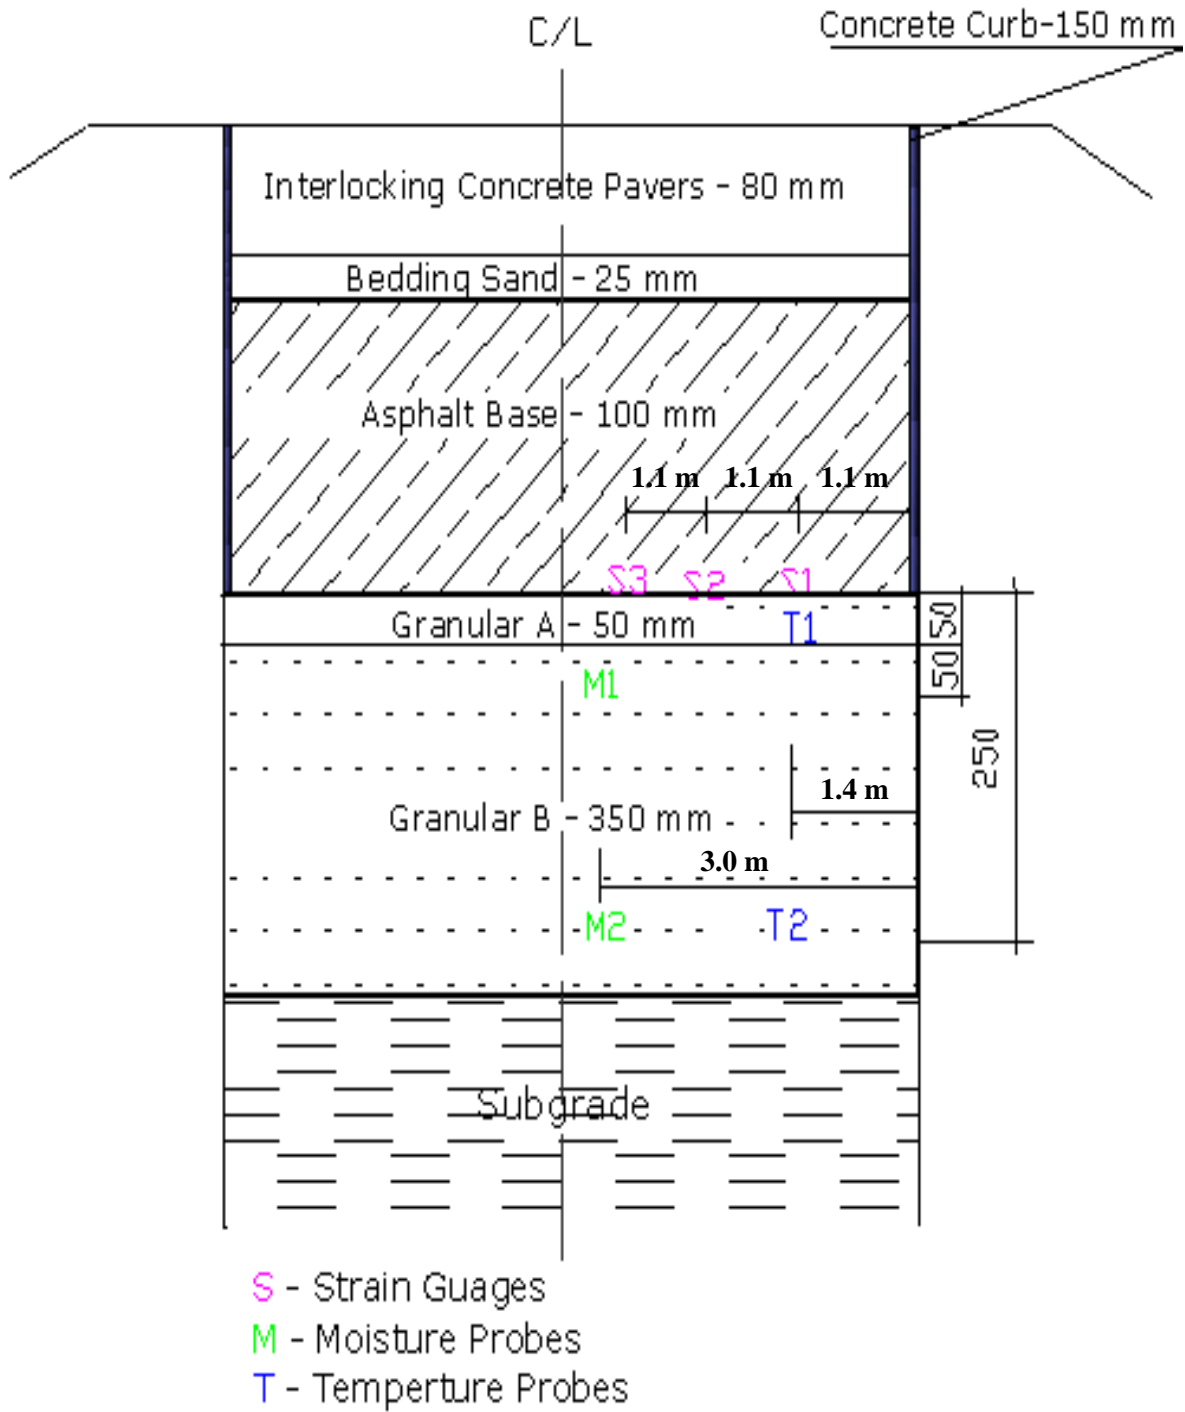 C/L
Concrete Curb-150 mm
Interlocking Concrete Pavers - 80 mm
Bedding Sand - 25 mm
Asphalt Base - 100 mm
1.1 m 1.1 m 1.1 m
S3 S2 S1
Granular A - 50 mm
T1
50
M1
50
250
1.4 m
Granular B - 350 mm
3.0 m
M2
T2
Subgrade
S - Strain Guages
M - Moisture Probes
T - Temperture Probes